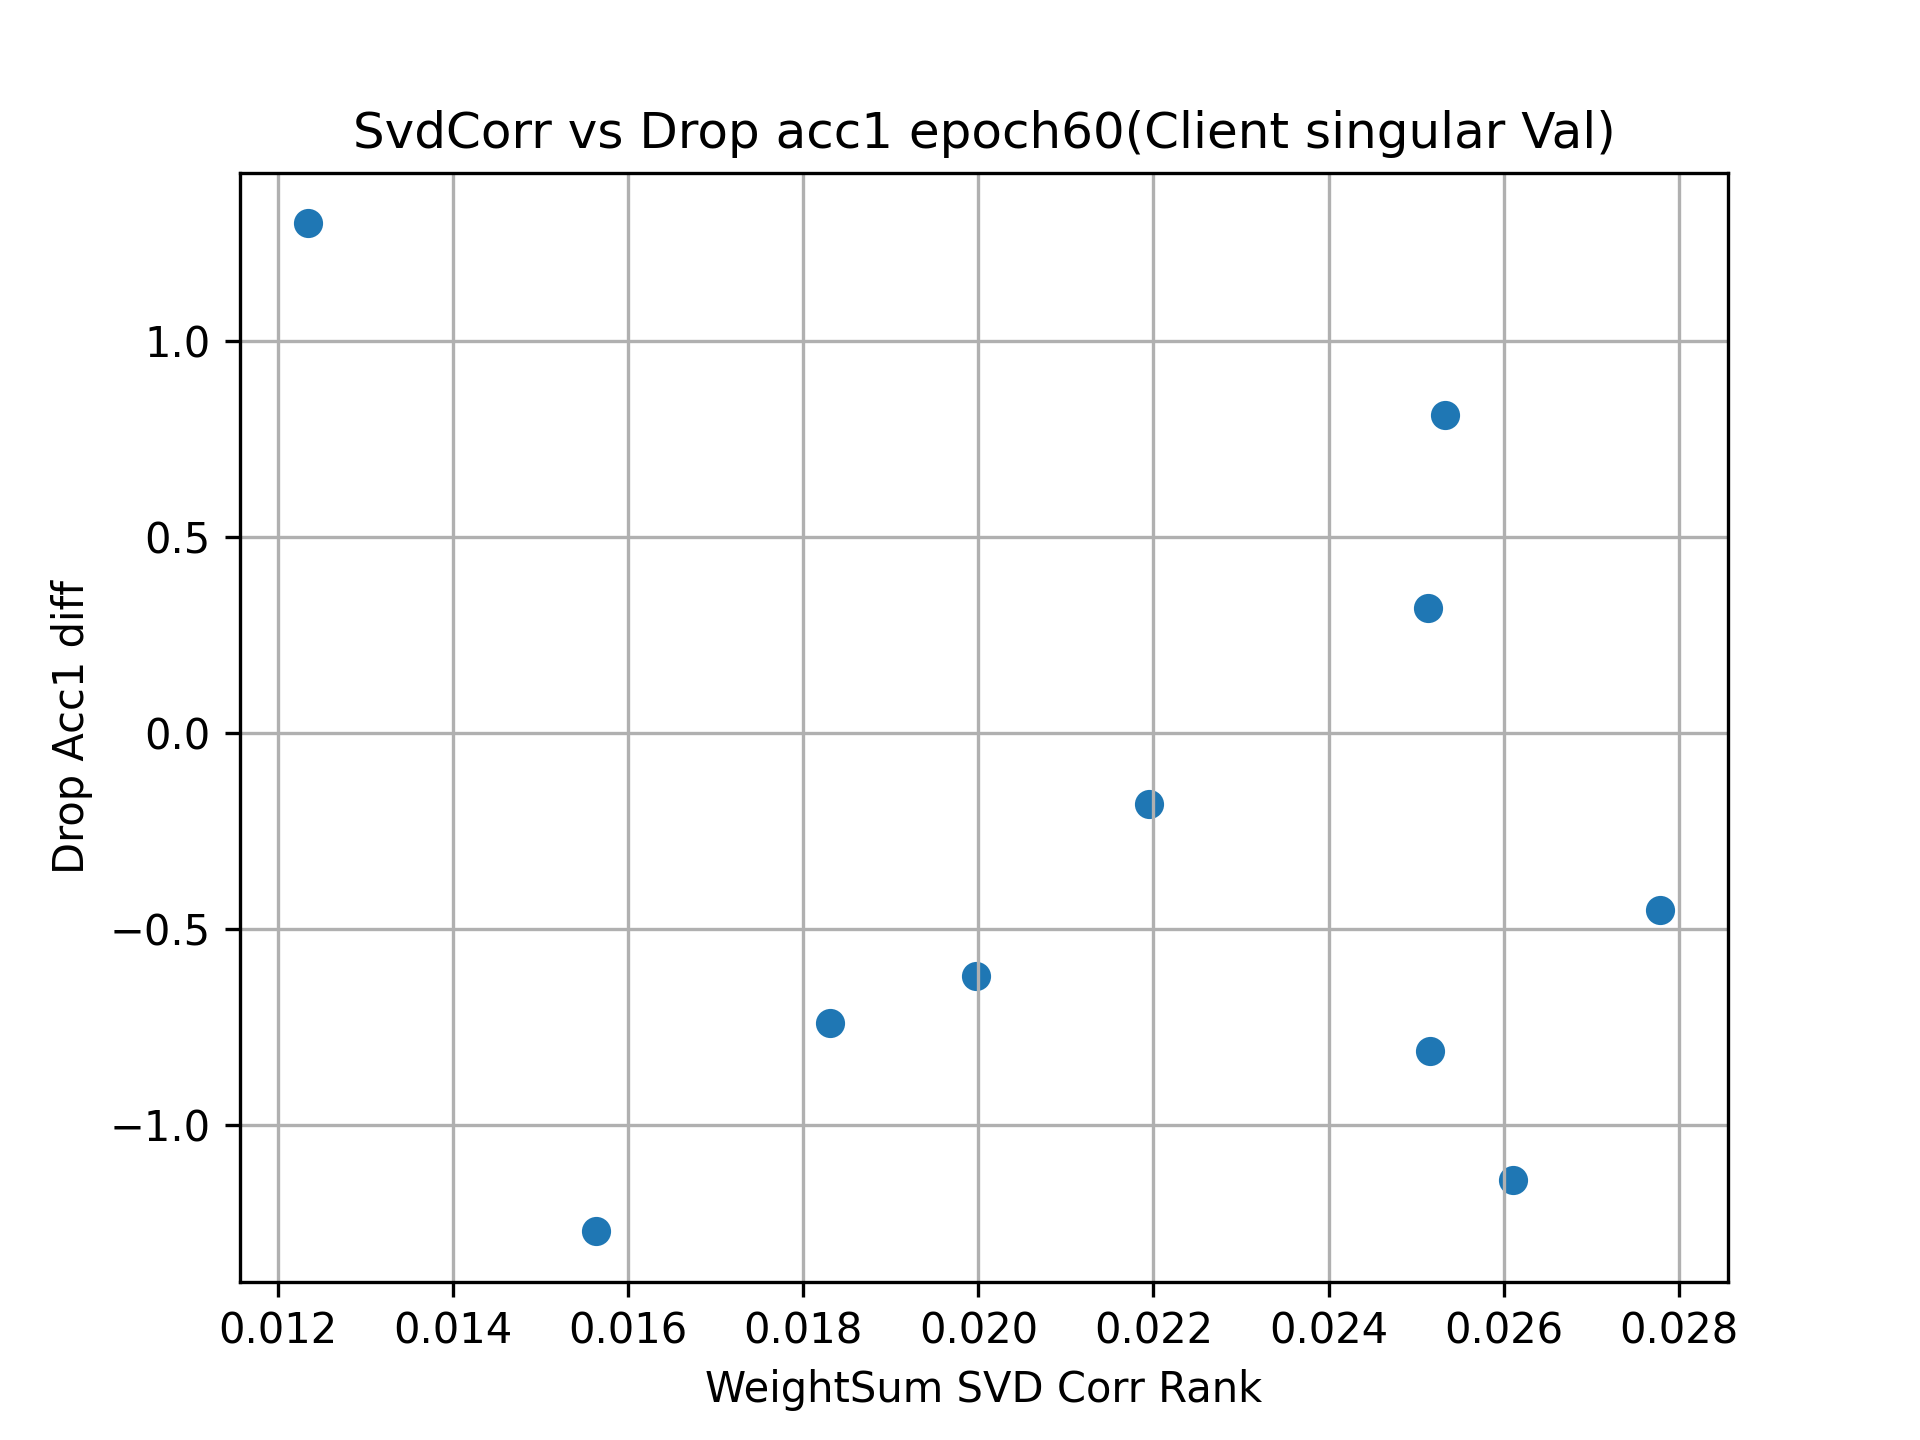 SvdCorr vs Drop acc1 epoch60(Client singular Val)
Drop Acc1 diff
1.0
0.5
0.0
−0.5
−1.0
0.012 0.014 0.016 0.018 0.020 0.022 0.024 0.026 0.028
WeightSum SVD Corr Rank